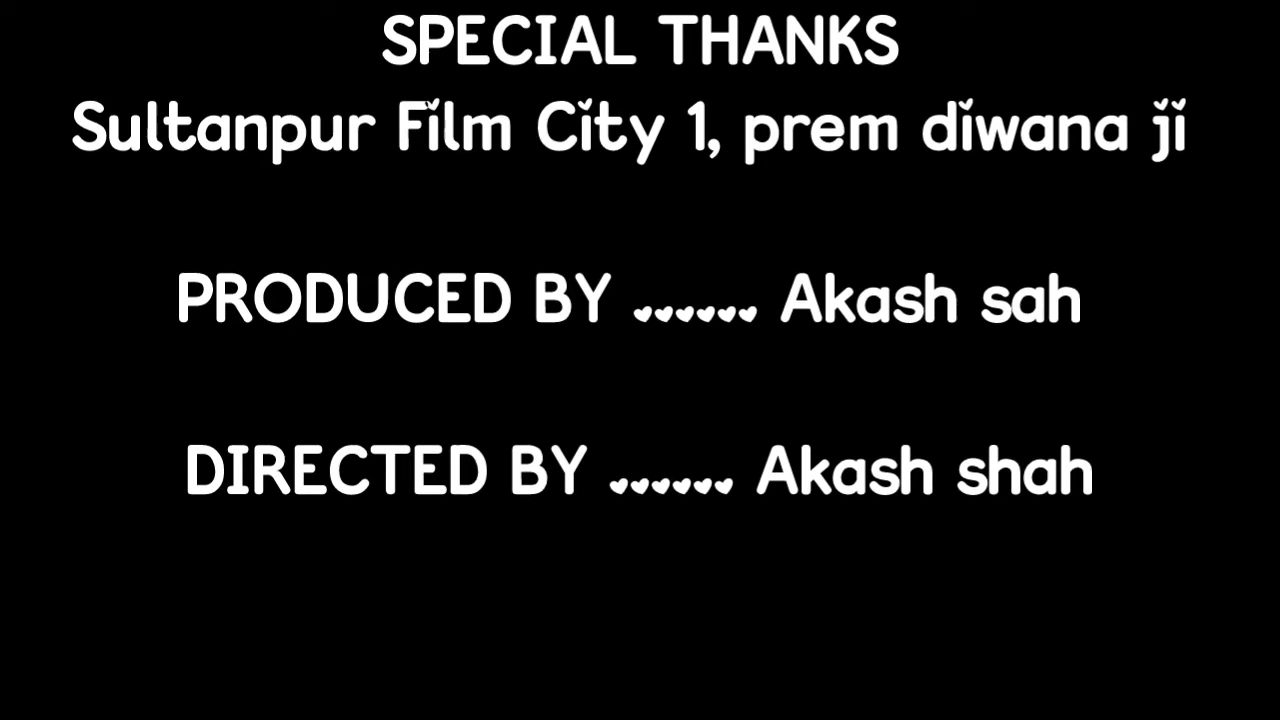 SPECIAL THANKS
Sultanpur Film City 1, prem diwana ji
PRODUCED BY ...... Akash sah
DIRECTED BY ...... Akash shah